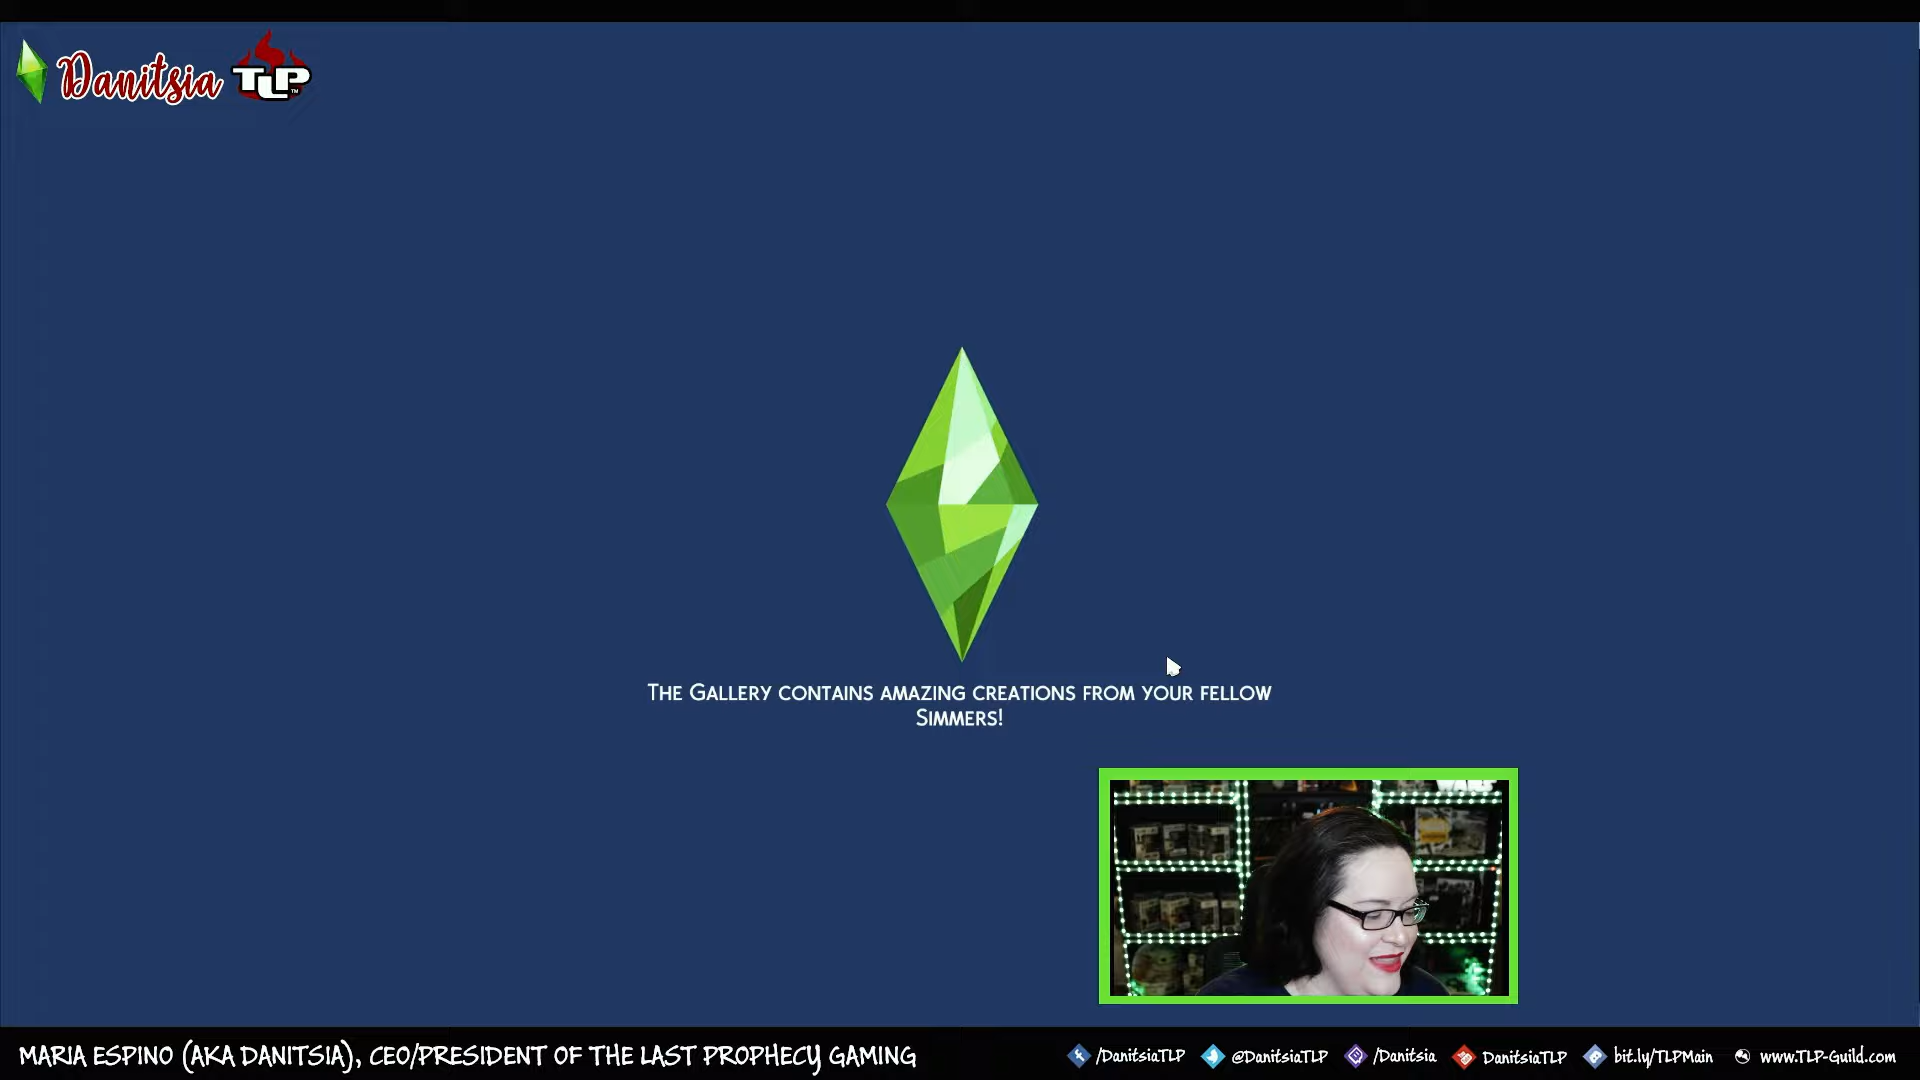 Danitsia TLP™
The Gallery contains amazing creations from your fellow
Simmers!
MARIA ESPINO (AKA DANITSIA), CEO/PRESIDENT OF THE LAST PROPHECY GAMING
/DanitsiaTLP @DanitsiaTLP /Danitsia DanitsiaTLP bit.ly/TLPMain www.TLP-Guild.com